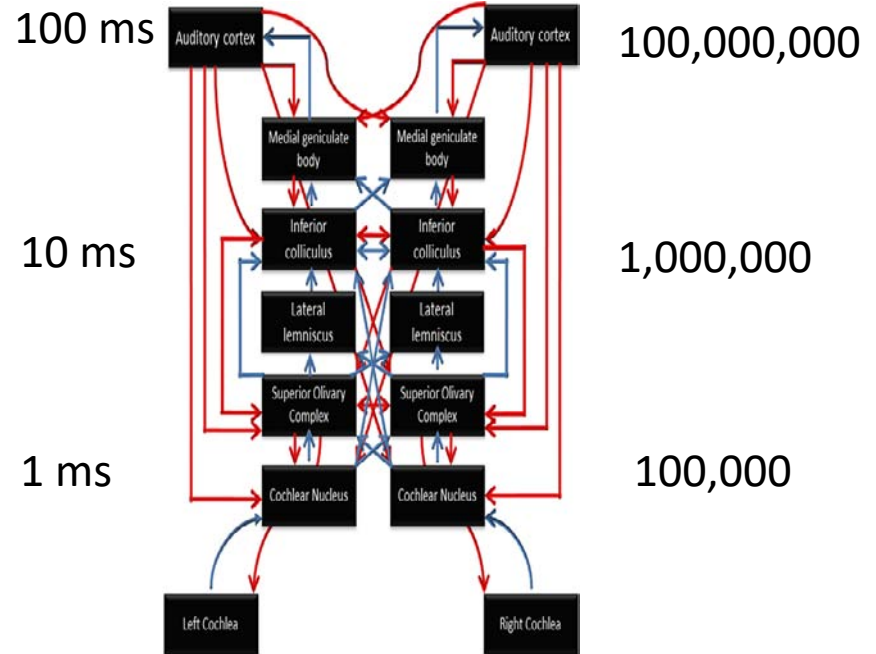 100 ms
Auditory cortex
Auditory cortex
100,000,000
Medial geniculate
body
Medial geniculate
body
10 ms
Inferior
colliculus
Inferior
colliculus
1,000,000
Lateral
lemniscus
Lateral
lemniscus
Superior Olivary
Complex
Superior Olivary
Complex
1 ms
Cochlear Nucleus
Cochlear Nucleus
100,000
Left Cochlea
Right Cochlea